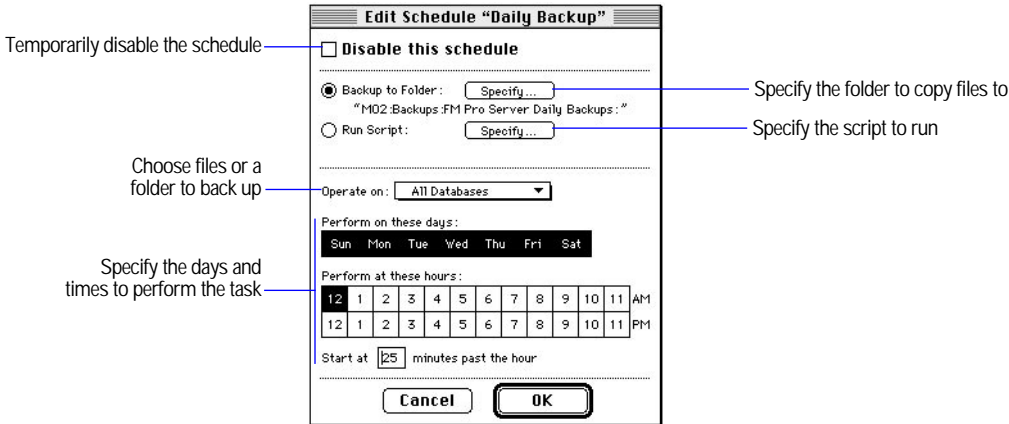 Edit Schedule “Daily Backup”
Temporarily disable the schedule
Disable this schedule
Backup to Folder:
Specify...
Specify the folder to copy files to
“M02:Backups:FM Pro Server Daily Backups:”
Run Script:
Specify...
Specify the script to run
Choose files or a
folder to back up
Operate on:
All Databases
Perform on these days:
Sun Mon Tue Wed Thu Fri Sat
Specify the days and
times to perform the task
Perform at these hours:
12 1 2 3 4 5 6 7 8 9 10 11 AM
12 1 2 3 4 5 6 7 8 9 10 11 PM
Start at 25 minutes past the hour
Cancel
OK